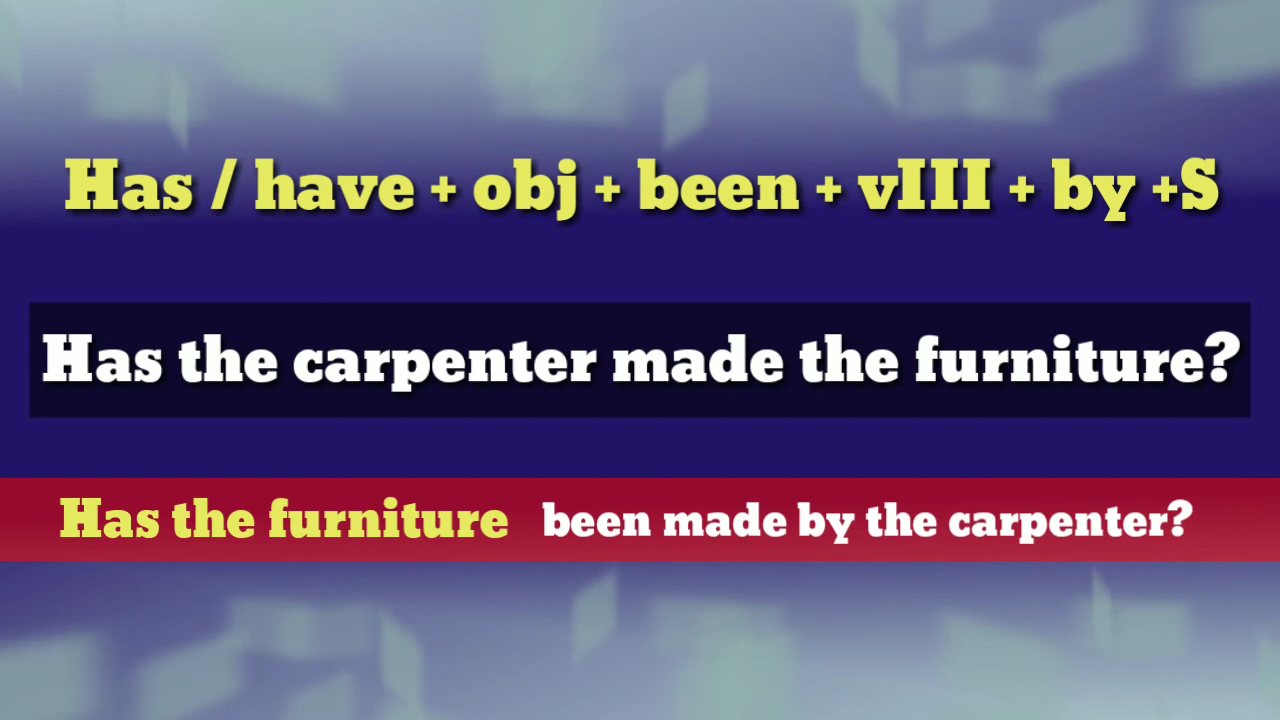 Has / have + obj + been + vIII + by +S
Has the carpenter made the furniture?
Has the furniture been made by the carpenter?